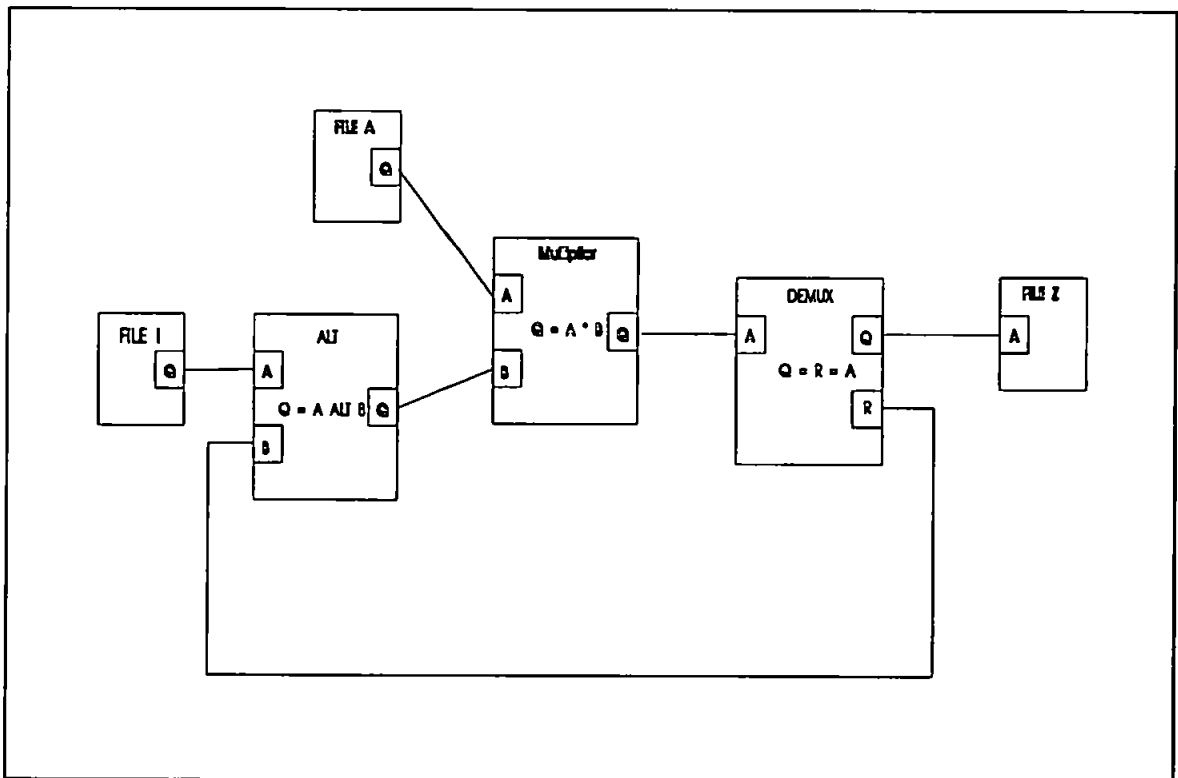 FILE A
Q
Multiplier
A
Q = A * B
Q
B
DEMUX
A
Q
Q = R = A
R
FILE Z
A
FILE I
Q
ALT
A
Q = A ALT B
Q
B